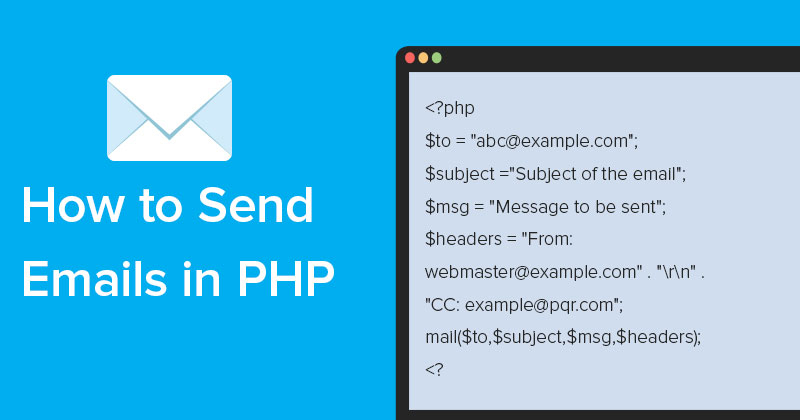 How to Send
Emails in PHP
<?php
$to = "abc@example.com";
$subject ="Subject of the email";
$msg = "Message to be sent";
$headers = "From:
webmaster@example.com" . "\r\n" .
"CC: example@pqr.com";
mail($to,$subject,$msg,$headers);
<?